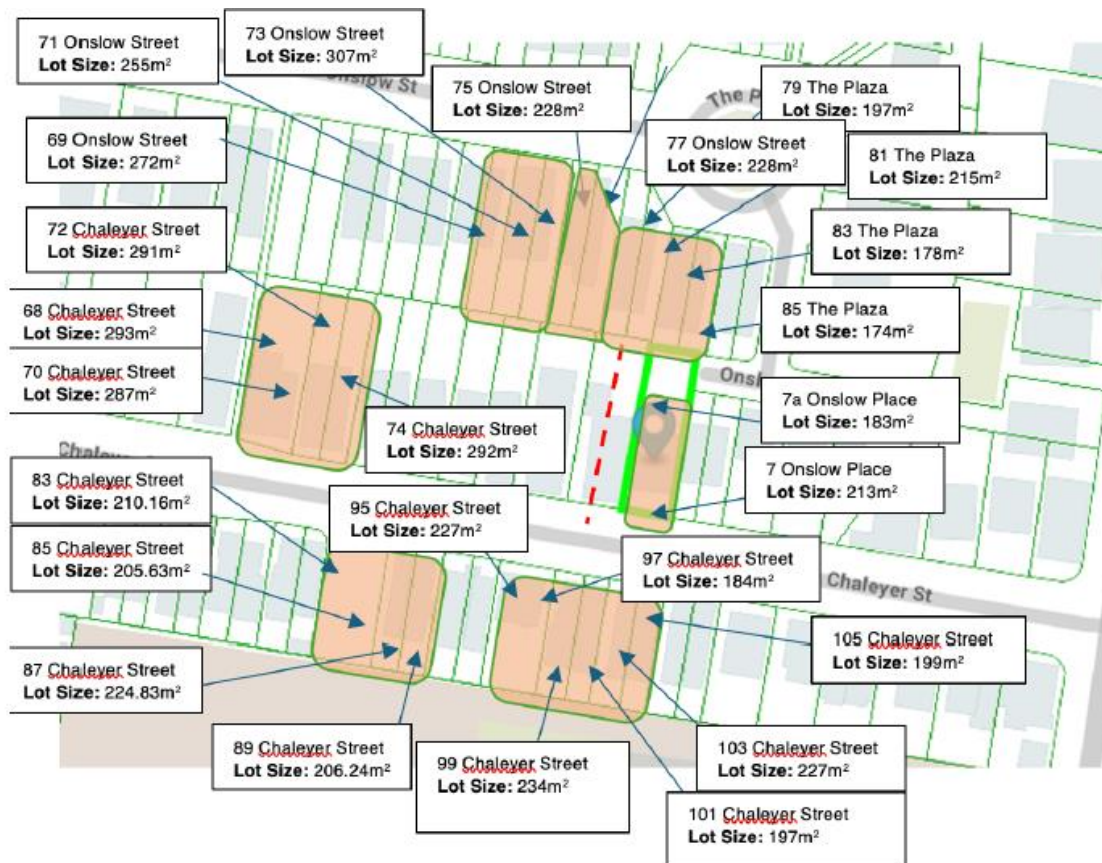 71 Onslow Street
Lot Size: 255m²
73 Onslow Street
Lot Size: 307m²
75 Onslow Street
Lot Size: 228m²
79 The Plaza
Lot Size: 197m²
77 Onslow Street
Lot Size: 228m²
69 Onslow Street
Lot Size: 272m²
81 The Plaza
Lot Size: 215m²
72 Chaleyer Street
Lot Size: 291m²
83 The Plaza
Lot Size: 178m²
68 Chaleyer Street
Lot Size: 293m²
85 The Plaza
Lot Size: 174m²
70 Chaleyer Street
Lot Size: 287m²
7a Onslow Place
Lot Size: 183m²
74 Chaleyer Street
Lot Size: 292m²
7 Onslow Place
Lot Size: 213m²
83 Chaleyer Street
Lot Size: 210.16m²
95 Chaleyer Street
Lot Size: 227m²
85 Chaleyer Street
Lot Size: 205.63m²
97 Chaleyer Street
Lot Size: 184m²
Chaleyer St
105 Chaleyer Street
Lot Size: 199m²
87 Chaleyer Street
Lot Size: 224.83m²
89 Chaleyer Street
Lot Size: 206.24m²
99 Chaleyer Street
Lot Size: 234m²
103 Chaleyer Street
Lot Size: 227m²
101 Chaleyer Street
Lot Size: 197m²